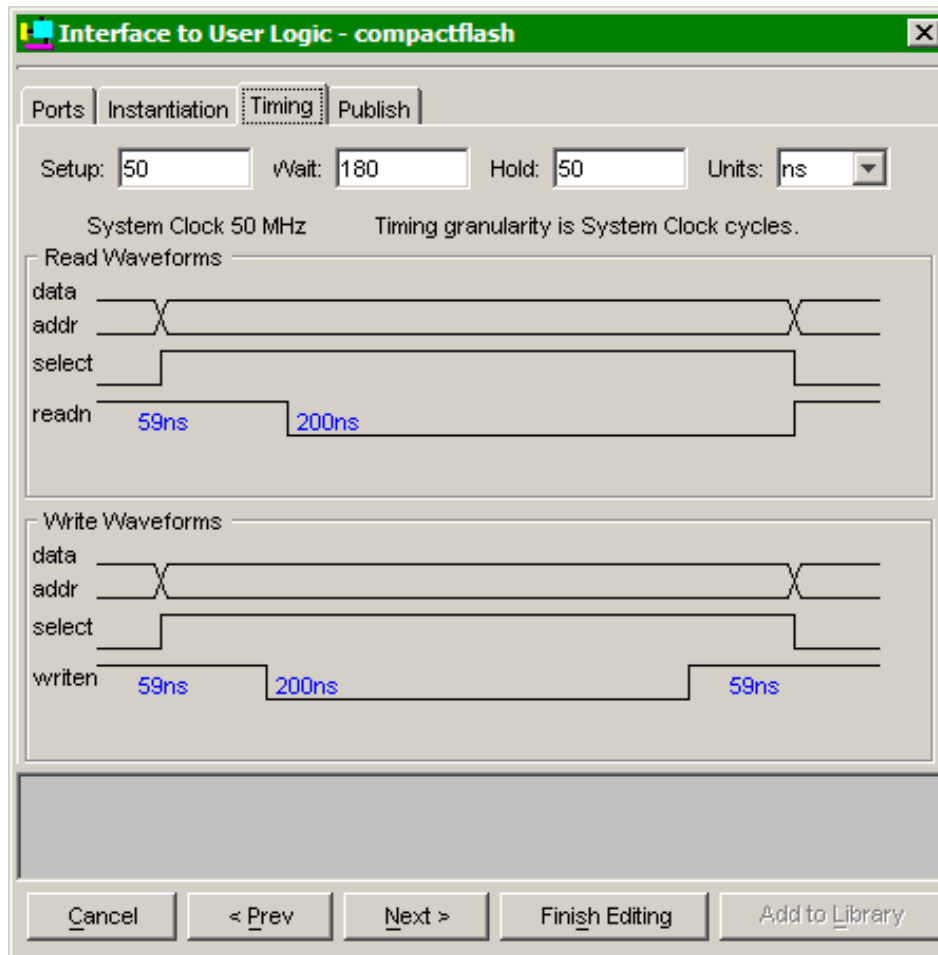 Interface to User Logic - compactflash
Ports Instantiation Timing Publish
Setup: 50 Wait: 180 Hold: 50 Units: ns
System Clock 50 MHz Timing granularity is System Clock cycles.
Read Waveforms
data
addr
select
readn 59ns 200ns
Write Waveforms
data
addr
select
writen 59ns 200ns 59ns
Cancel < Prev Next > Finish Editing Add to Library